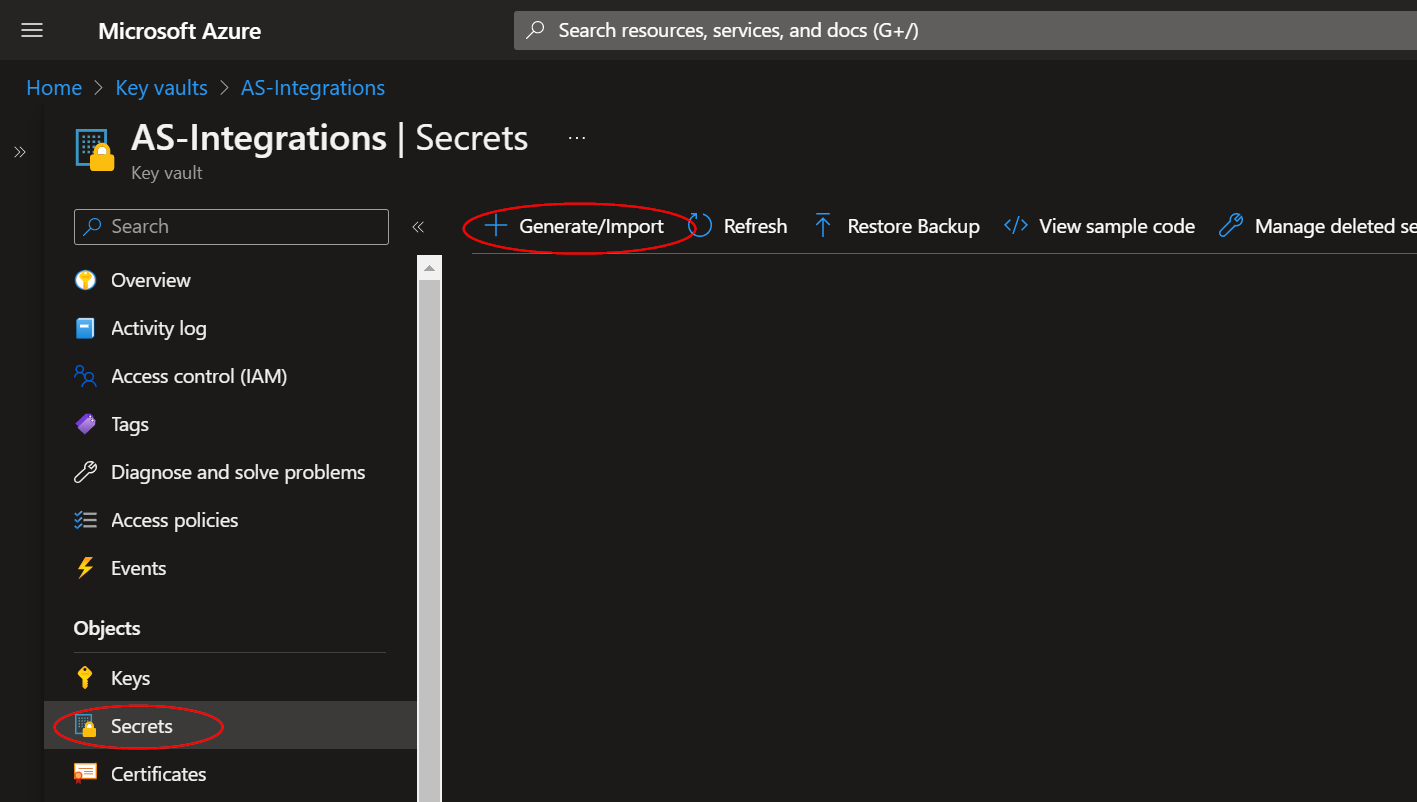 Microsoft Azure
Search resources, services, and docs (G+/)
Home > Key vaults > AS-Integrations
AS-Integrations | Secrets ...
Key vault
Search
Generate/Import
Refresh
Restore Backup
View sample code
Manage deleted se
Overview
Activity log
Access control (IAM)
Tags
Diagnose and solve problems
Access policies
Events
Objects
Keys
Secrets
Certificates